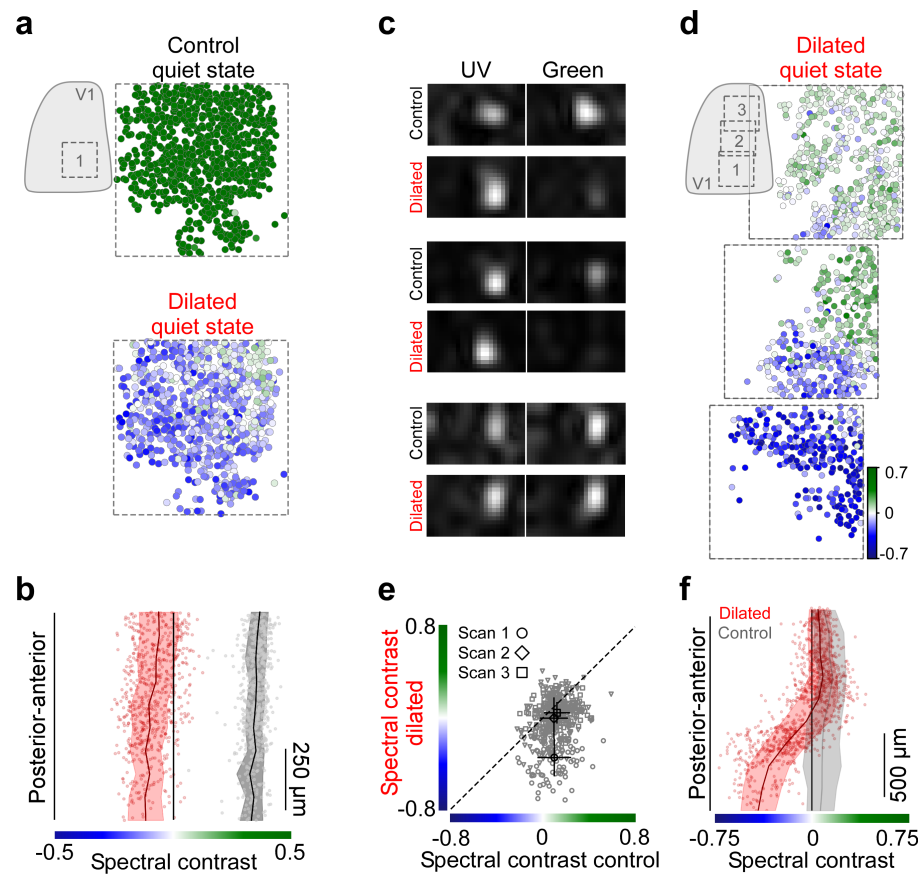 a
Control
quiet state
V1
1
Dilated
quiet state
c
UV
Green
Control
Dilated
Control
Dilated
Control
Dilated
d
Dilated
quiet state
3
2
1
V1
0.7
0
-0.7
b
Posterior-anterior
250 µm
-0.5
0
0.5
Spectral contrast
e
0.8
Spectral contrast
dilated
-0.8
Scan 1
Scan 2
Scan 3
-0.8
0
0.8
Spectral contrast control
f
Dilated
Control
Posterior-anterior
500 µm
-0.75
0
0.75
Spectral contrast